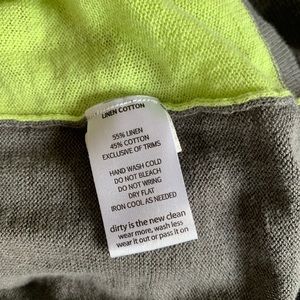 LINEN COTTON
55% LINEN
45% COTTON
EXCLUSIVE OF TRIMS
HAND WASH COLD
DO NOT BLEACH
DO NOT WRING
DRY FLAT
IRON COOL AS NEEDED
dirty is the new clean
wear more, wash less
wear it out or pass it on